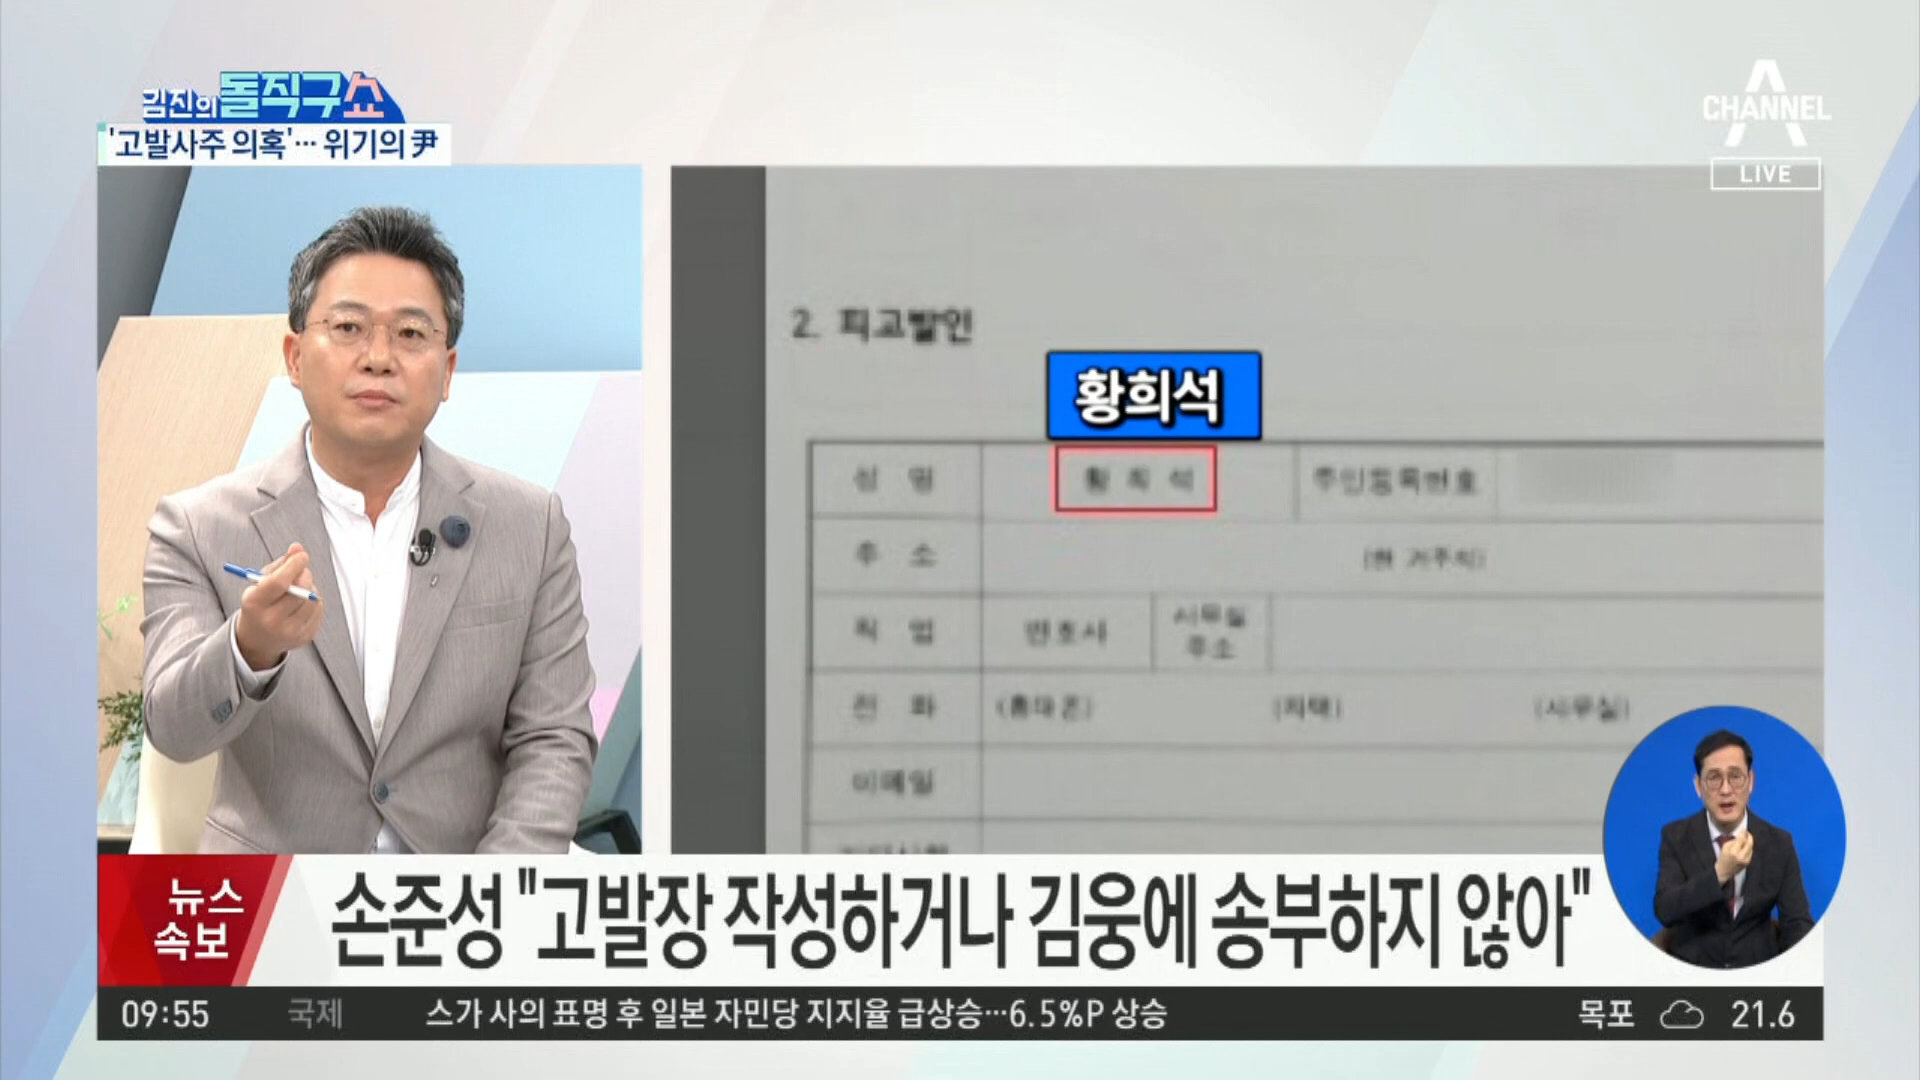 김진의 돌직구쇼
'고발사주 의혹'… 위기의 尹
CHANNEL A
LIVE
2. 피고발인
황희석
성 명
황 희 석
주민등록번호
주 소
(現 거주지)
직 업
변호사
사무실
주소
전 화
(휴대폰)
(자택)
(사무실)
이메일
뉴스
속보
손준성 "고발장 작성하거나 김웅에 송부하지 않아"
09:55
국제
스가 사의 표명 후 일본 자민당 지지율 급상승…6.5%P 상승
목포
21.6